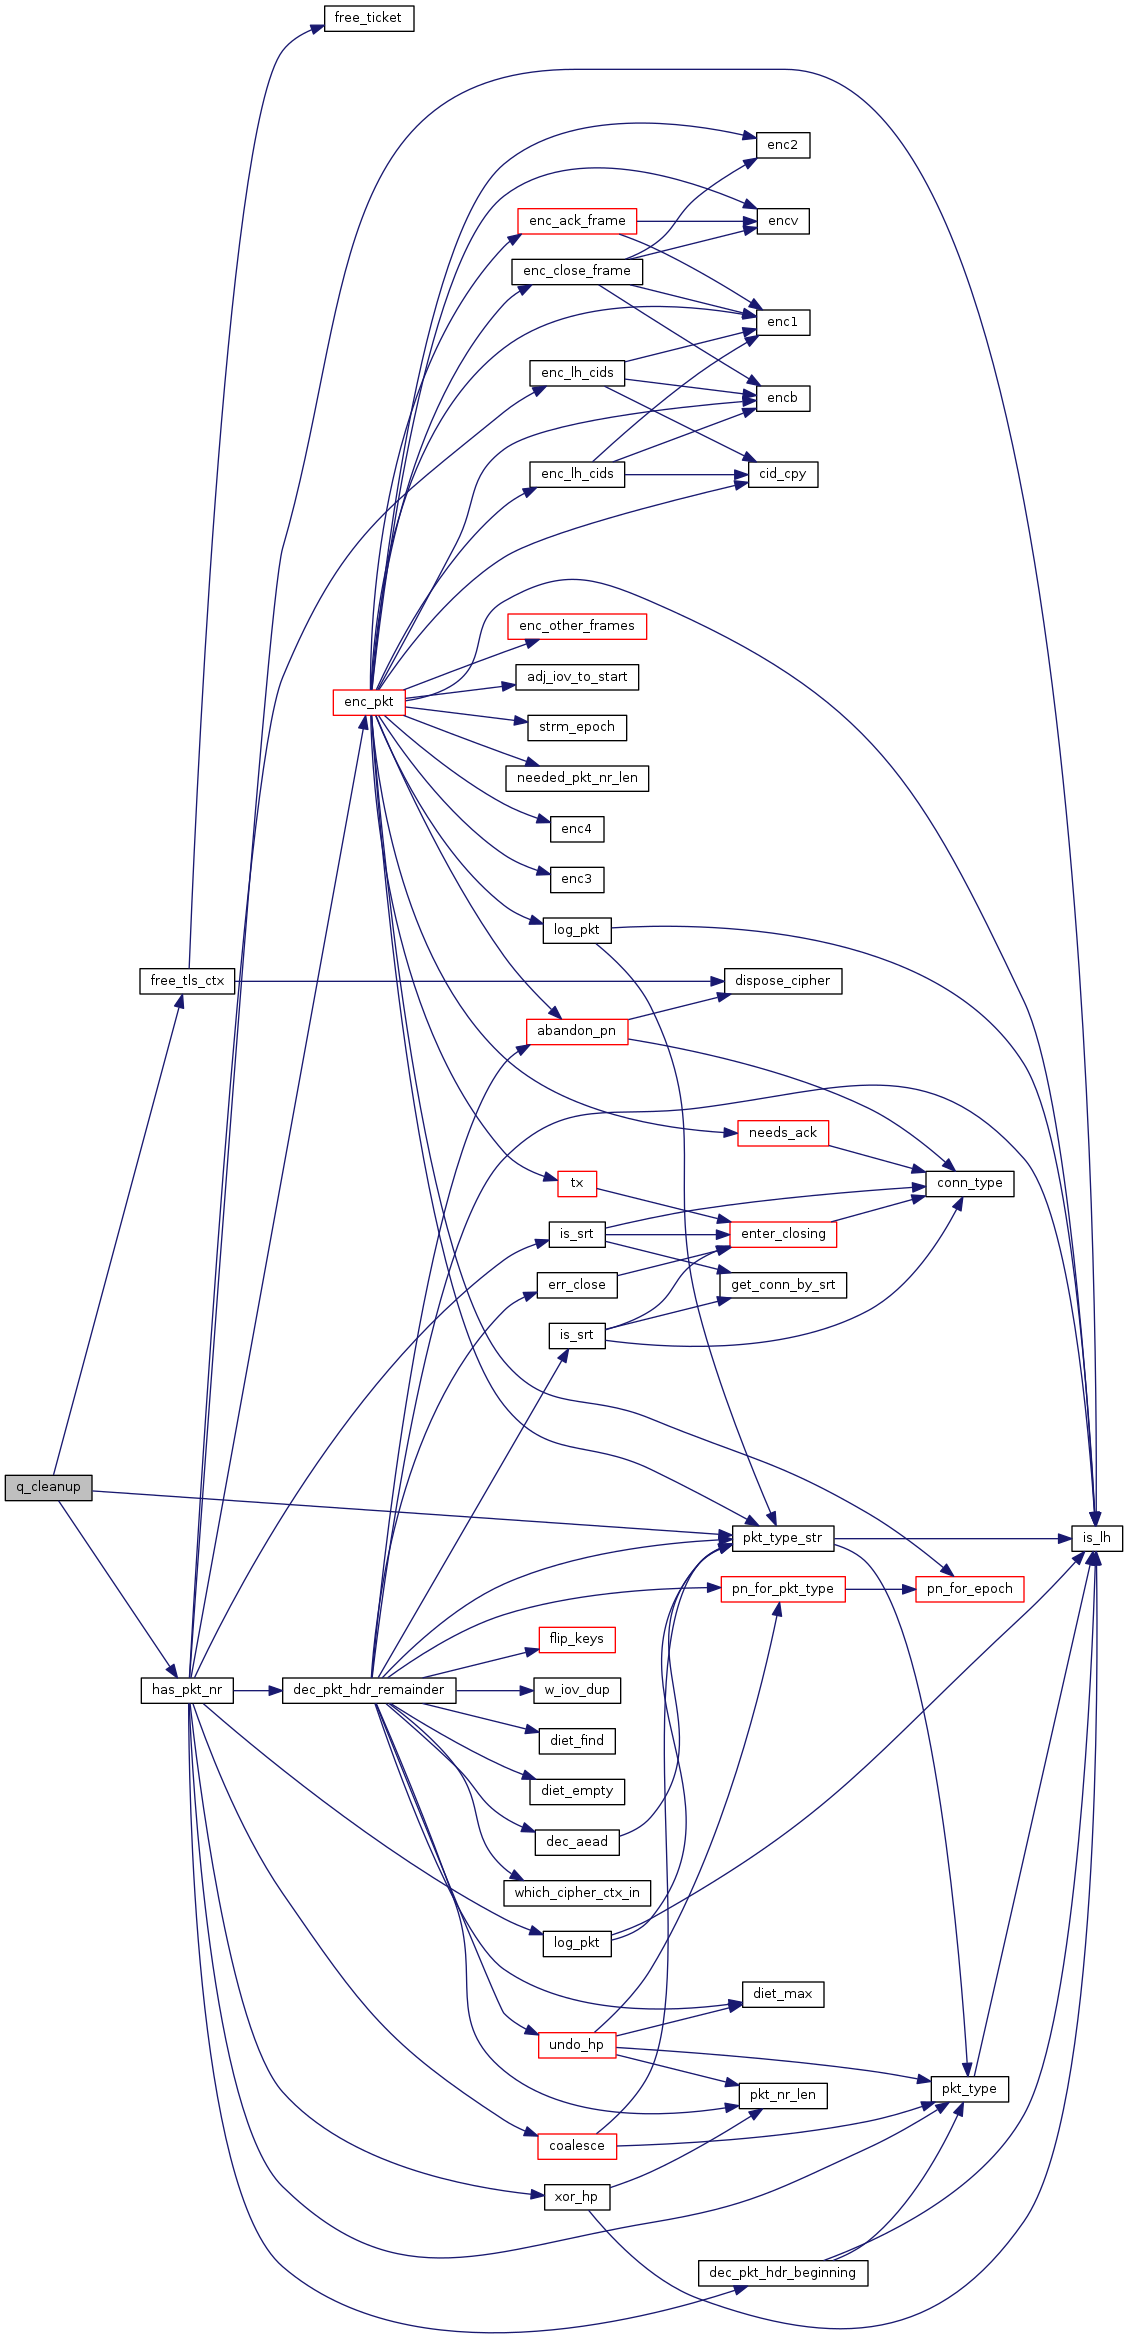 free_ticket
enc2
encv
enc_ack_frame
enc_close_frame
enc1
enc_lh_cids
encb
enc_lh_cids
cid_cpy
enc_other_frames
adj_iov_to_start
enc_pkt
strm_epoch
needed_pkt_nr_len
enc4
enc3
log_pkt
free_tls_ctx
dispose_cipher
abandon_pn
needs_ack
tx
conn_type
is_srt
enter_closing
err_close
get_conn_by_srt
is_srt
q_cleanup
pkt_type_str
is_lh
pn_for_pkt_type
pn_for_epoch
flip_keys
has_pkt_nr
dec_pkt_hdr_remainder
w_iov_dup
diet_find
diet_empty
dec_aead
which_cipher_ctx_in
log_pkt
diet_max
undo_hp
pkt_type
pkt_nr_len
coalesce
xor_hp
dec_pkt_hdr_beginning